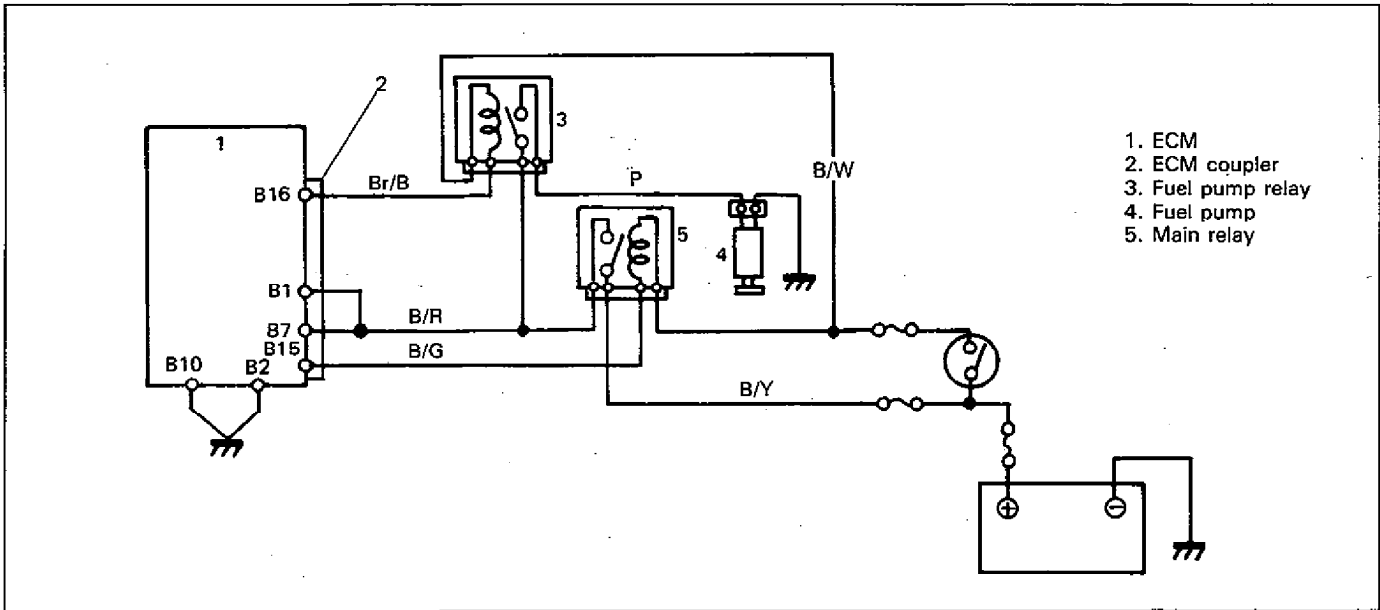 2
1
3
B/W
1. ECM
2. ECM coupler
3. Fuel pump relay
4. Fuel pump
5. Main relay
B16
Br/B
P
5
4
B1
B7
B/R
B15
B/G
B10
B2
B/Y
+
−